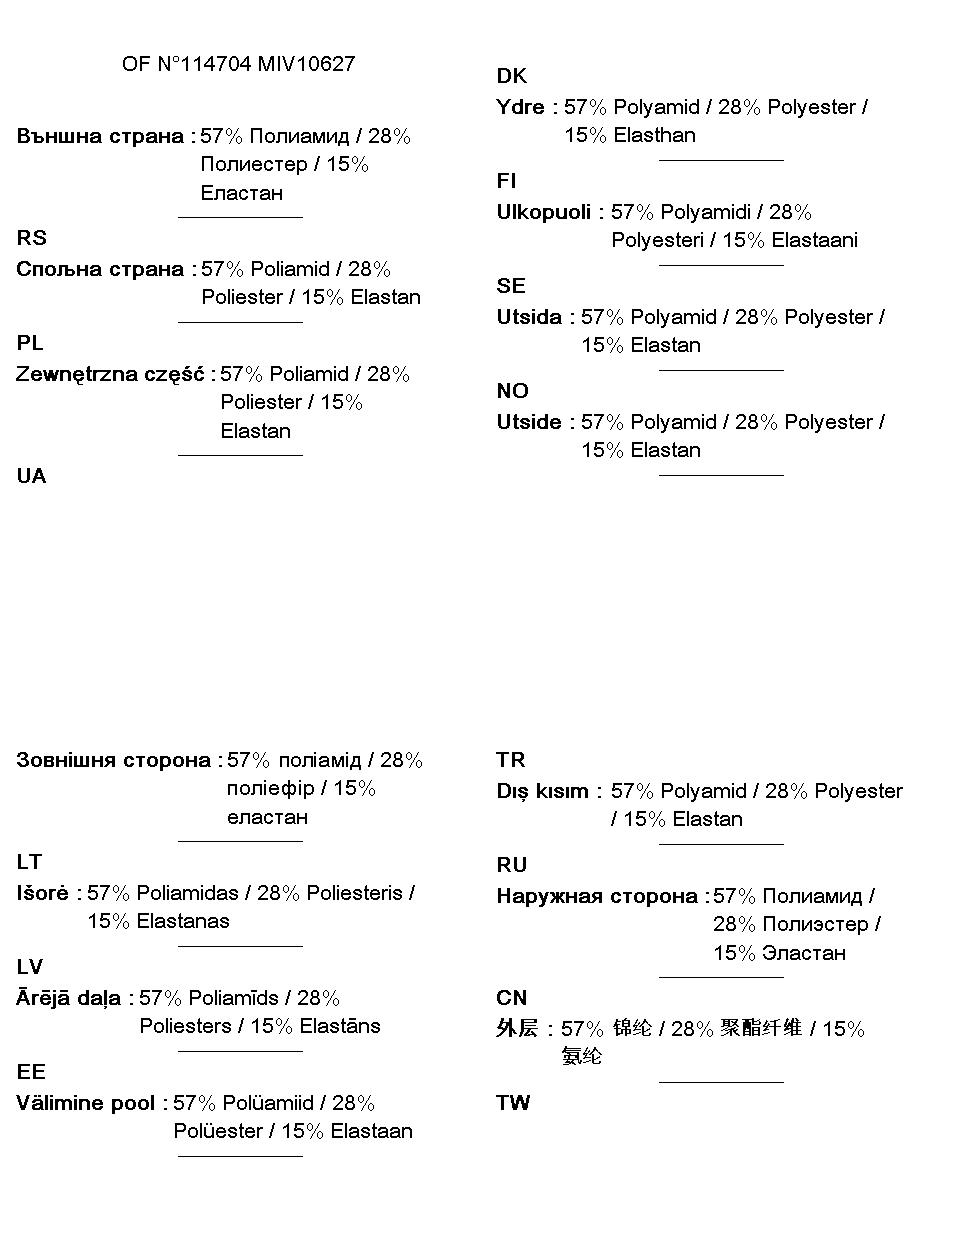 OF N°114704 MIV10627
Външна страна : 57% Полиамид / 28%
Полиестер / 15%
Еластан
RS
Спољна страна : 57% Poliamid / 28%
Poliester / 15% Elastan
PL
Zewnętrzna część : 57% Poliamid / 28%
Poliester / 15%
Elastan
UA
DK
Ydre : 57% Polyamid / 28% Polyester /
15% Elasthan
FI
Ulkopuoli : 57% Polyamidi / 28%
Polyesteri / 15% Elastaani
SE
Utsida : 57% Polyamid / 28% Polyester /
15% Elastan
NO
Utside : 57% Polyamid / 28% Polyester /
15% Elastan
Зовнішня сторона : 57% поліамід / 28%
поліефір / 15%
еластан
LT
Išorė : 57% Poliamidas / 28% Poliesteris /
15% Elastanas
LV
Ārējā daļa : 57% Poliamīds / 28%
Poliesters / 15% Elastāns
EE
Välimine pool : 57% Polüamiid / 28%
Polüester / 15% Elastaan
TR
Dış kısım : 57% Polyamid / 28% Polyester
/ 15% Elastan
RU
Наружная сторона : 57% Полиамид /
28% Полиэстер /
15% Эластан
CN
外层 : 57% 锦纶 / 28% 聚酯纤维 / 15%
氨纶
TW